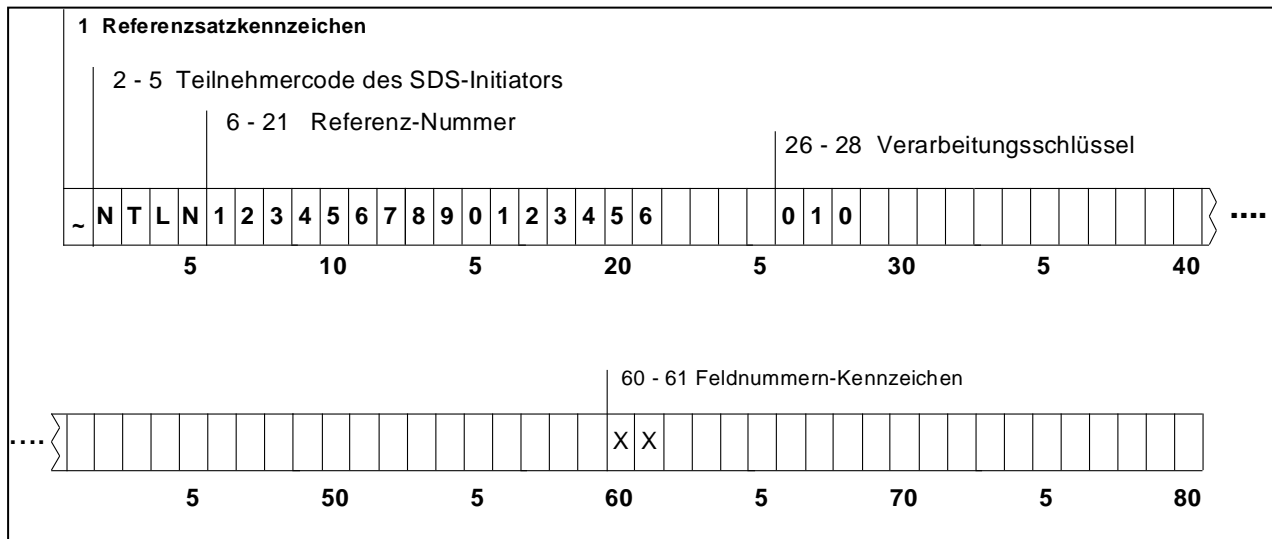 1 Referenzsatzkennzeichen
2 - 5 Teilnehmercode des SDS-Initiators
6 - 21 Referenz-Nummer
26 - 28 Verarbeitungsschlüssel
~ N T L N 1 2 3 4 5 6 7 8 9 0 1 2 3 4 5 6 0 1 0 ....
5 10 5 20 5 30 5 40
60 - 61 Feldnummern-Kennzeichen
.... X X
5 50 5 60 5 70 5 80